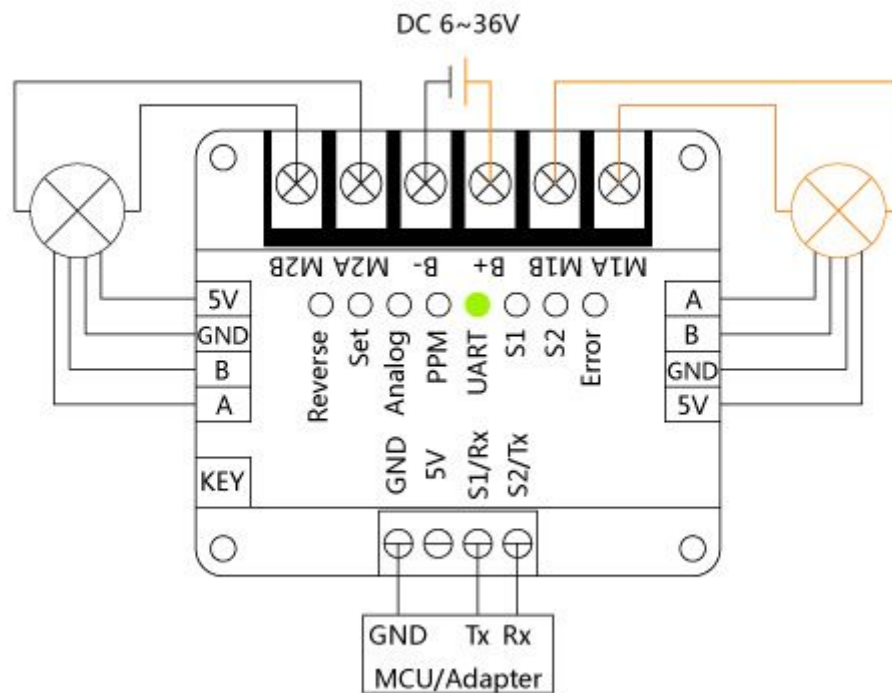 DC 6~36V
M2B M2A B- B+ M1B M1A
5V
GND
B
A
KEY
Reverse Set Analog PPM UART S1 S2 Error
GND 5V S1/Rx S2/Tx
A
B
GND
5V
GND Tx Rx
MCU/Adapter